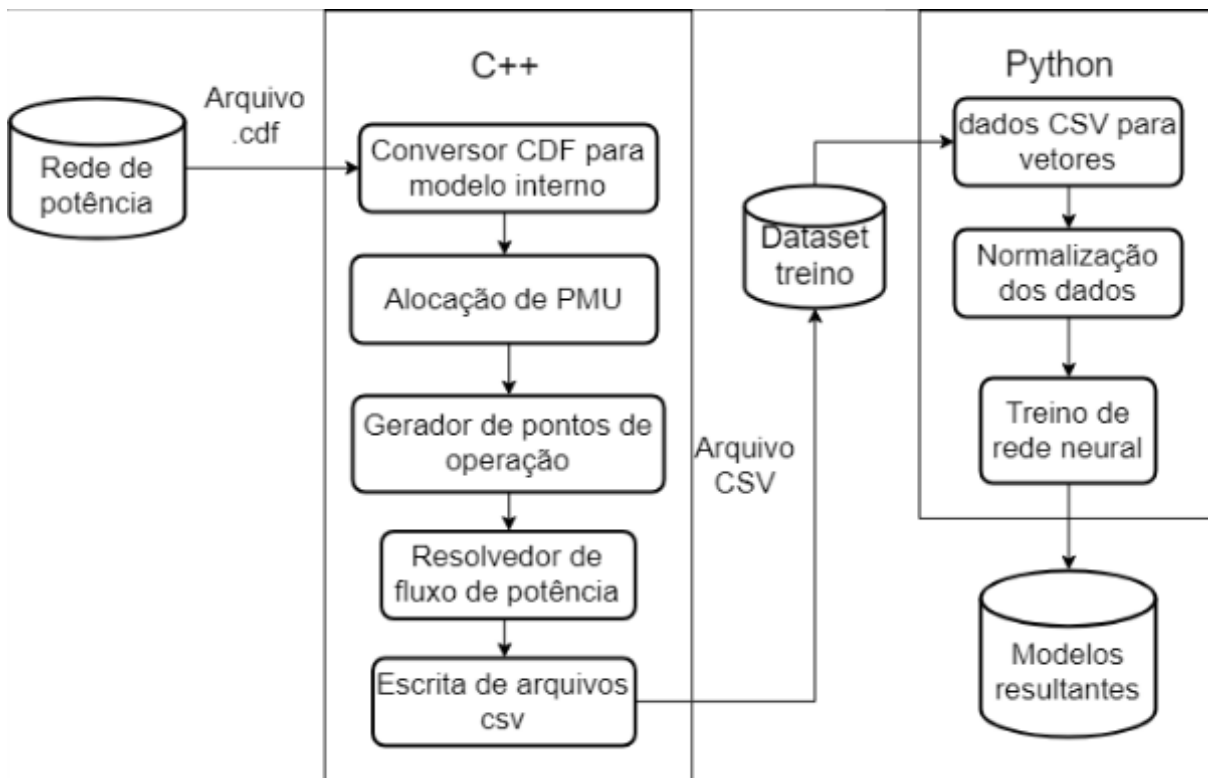 Rede de
potência
Arquivo
.cdf
C++
Conversor CDF para
modelo interno
Alocação de PMU
Gerador de pontos de
operação
Resolvedor de
fluxo de potência
Escrita de arquivos
csv
Arquivo
CSV
Dataset
treino
Python
dados CSV para
vetores
Normalização
dos dados
Treino de
rede neural
Modelos
resultantes